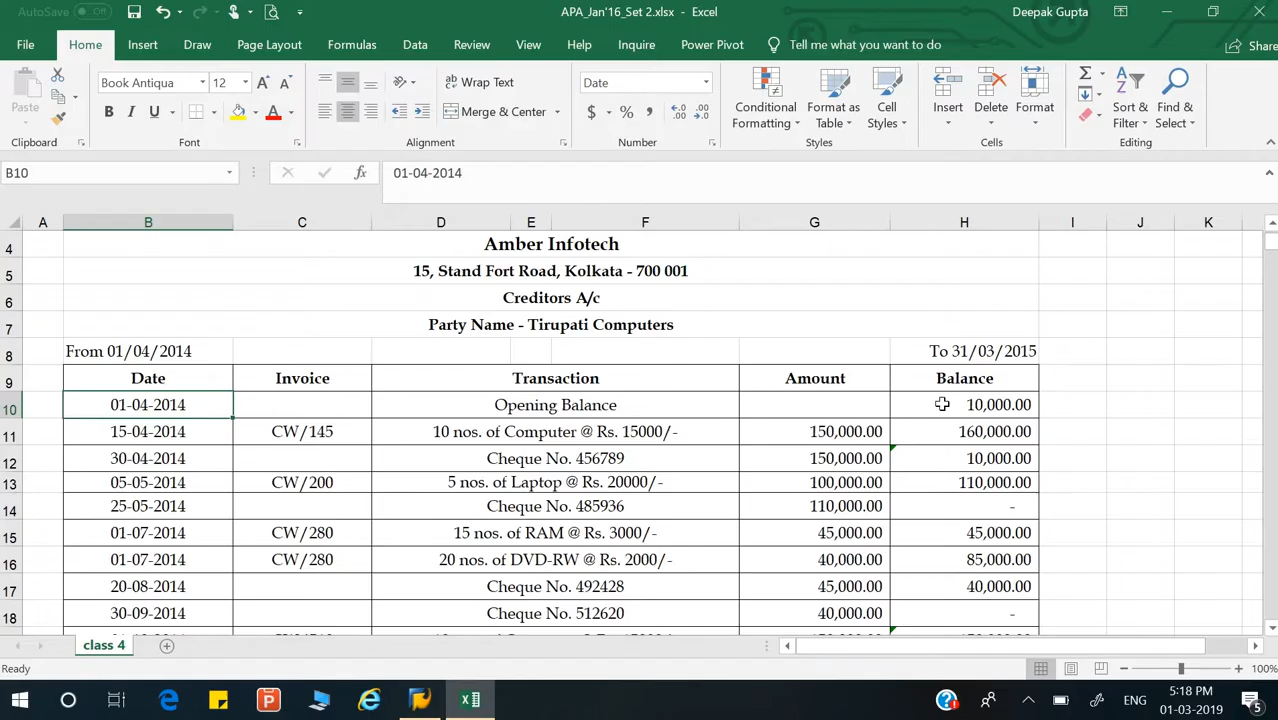 AutoSave Off
APA_Jan'16_Set 2.xlsx - Excel
Deepak Gupta
File Home Insert Draw Page Layout Formulas Data Review View Help Inquire Power Pivot Tell me what you want to do Share
Paste
Book Antiqua 12
Wrap Text
Merge & Center
Date
Conditional Formatting
Format as Table
Cell Styles
Insert Delete Format
Sort & Filter
Find & Select
Clipboard Font Alignment Number Styles Cells Editing
B10 fx 01-04-2014
A B C D E F G H I J K
4 Amber Infotech
5 15, Stand Fort Road, Kolkata - 700 001
6 Creditors A/c
7 Party Name - Tirupati Computers
8 From 01/04/2014 To 31/03/2015
9 Date Invoice Transaction Amount Balance
10 01-04-2014 Opening Balance 10,000.00
11 15-04-2014 CW/145 10 nos. of Computer @ Rs. 15000/- 150,000.00 160,000.00
12 30-04-2014 Cheque No. 456789 150,000.00 10,000.00
13 05-05-2014 CW/200 5 nos. of Laptop @ Rs. 20000/- 100,000.00 110,000.00
14 25-05-2014 Cheque No. 485936 110,000.00 -
15 01-07-2014 CW/280 15 nos. of RAM @ Rs. 3000/- 45,000.00 45,000.00
16 01-07-2014 CW/280 20 nos. of DVD-RW @ Rs. 2000/- 40,000.00 85,000.00
17 20-08-2014 Cheque No. 492428 45,000.00 40,000.00
18 30-09-2014 Cheque No. 512620 40,000.00 -
class 4
Ready 100%
ENG 5:18 PM
01-03-2019 5